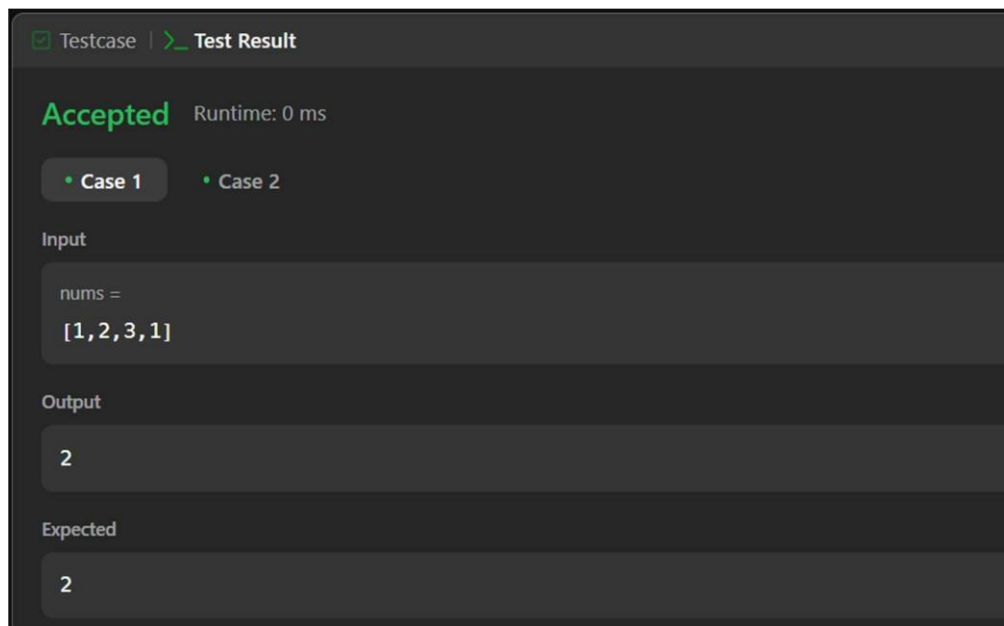 Testcase | >_ Test Result
Accepted Runtime: 0 ms
• Case 1 • Case 2
Input
nums =
[1,2,3,1]
Output
2
Expected
2